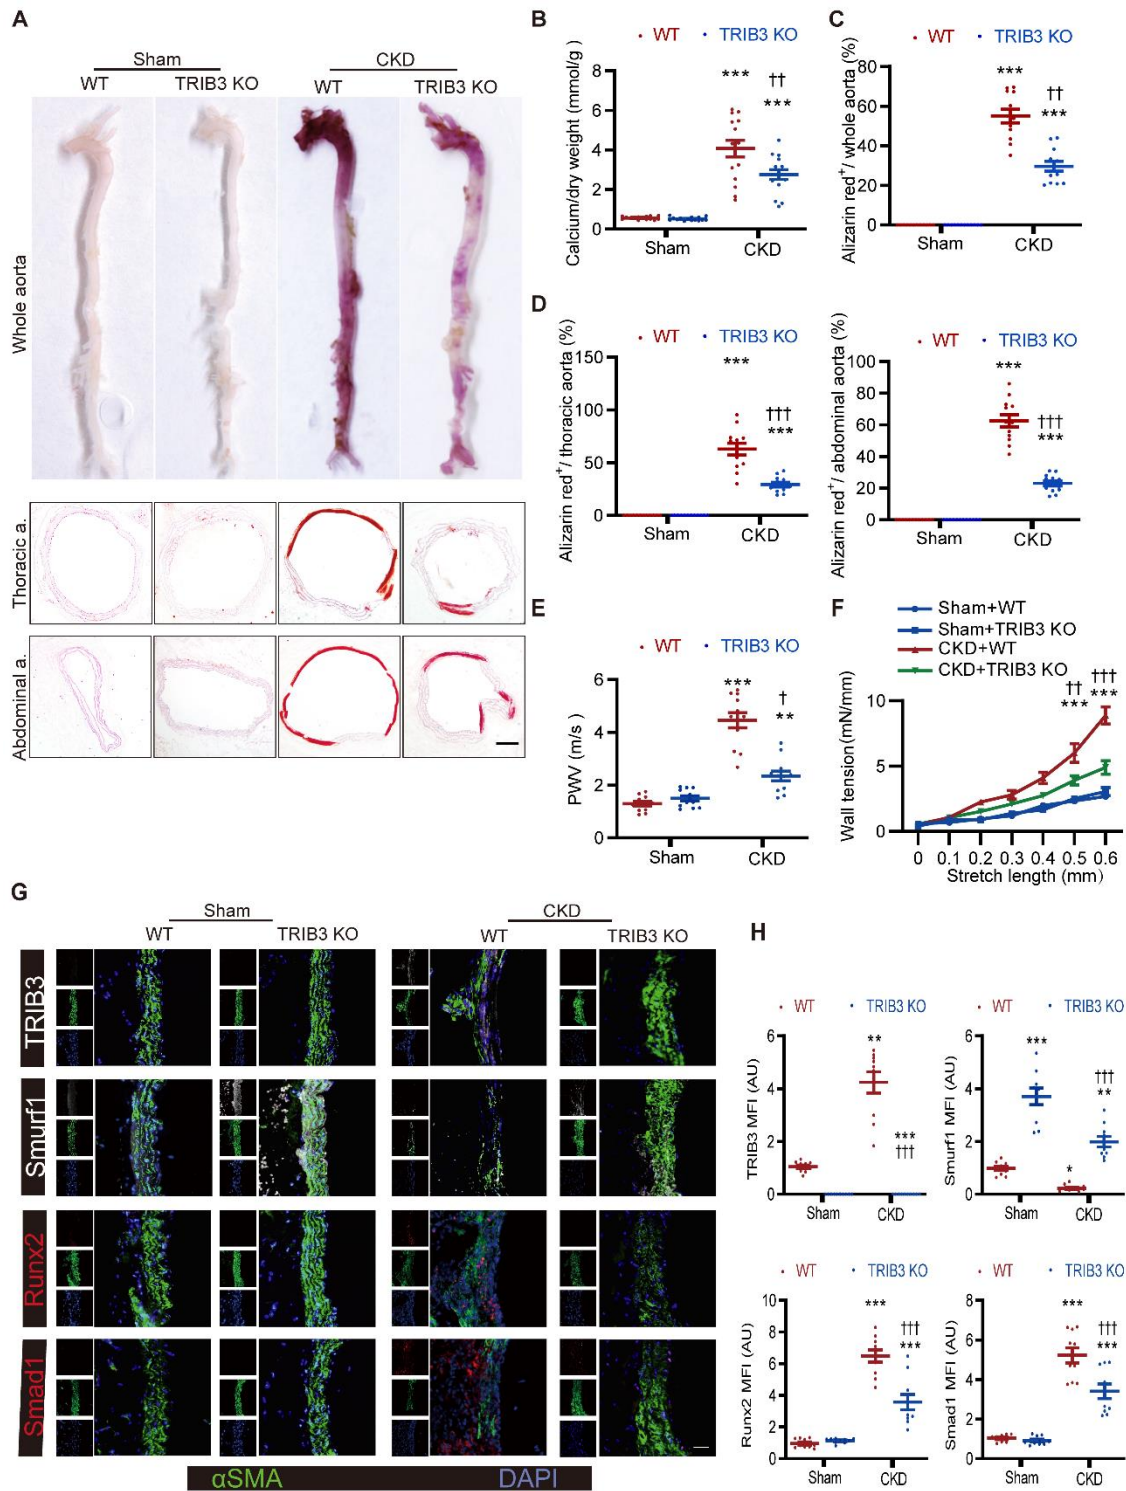 A
Sham
CKD
WT
TRIB3 KO
WT
TRIB3 KO
Whole aorta
Thoracic a.
Abdominal a.
B
WT
TRIB3 KO
Calcium/dry weight (mmol/g )
8
6
4
2
0
***
††
***
Sham
CKD
C
WT
TRIB3 KO
Alizarin red+/ whole aorta (%)
80
60
40
20
0
***
††
***
Sham
CKD
D
WT
TRIB3 KO
Alizarin red+/ thoracic aorta (%)
150
100
50
0
***
†††
***
Sham
CKD
WT
TRIB3 KO
Alizarin red+/ abdominal aorta (%)
100
80
60
40
20
0
***
†††
***
Sham
CKD
E
WT
TRIB3 KO
PWV (m/s )
6
4
2
0
***
†
**
Sham
CKD
F
Sham+WT
Sham+TRIB3 KO
CKD+WT
CKD+TRIB3 KO
Wall tension(mN/mm)
10
5
0
††
***
†††
***
0 0.1 0.2 0.3 0.4 0.5 0.6
Stretch length (mm)
G
Sham
CKD
WT
TRIB3 KO
WT
TRIB3 KO
TRIB3
Smurf1
Runx2
Smad1
αSMA
DAPI
H
WT
TRIB3 KO
TRIB3 MFI (AU)
6
4
2
0
**
***
†††
Sham
CKD
WT
TRIB3 KO
Smurf1 MFI (AU)
6
4
2
0
***
*
†††
**
Sham
CKD
WT
TRIB3 KO
Runx2 MFI (AU)
10
8
6
4
2
0
***
†††
***
Sham
CKD
WT
TRIB3 KO
Smad1 MFI (AU)
8
6
4
2
0
***
†††
***
Sham
CKD